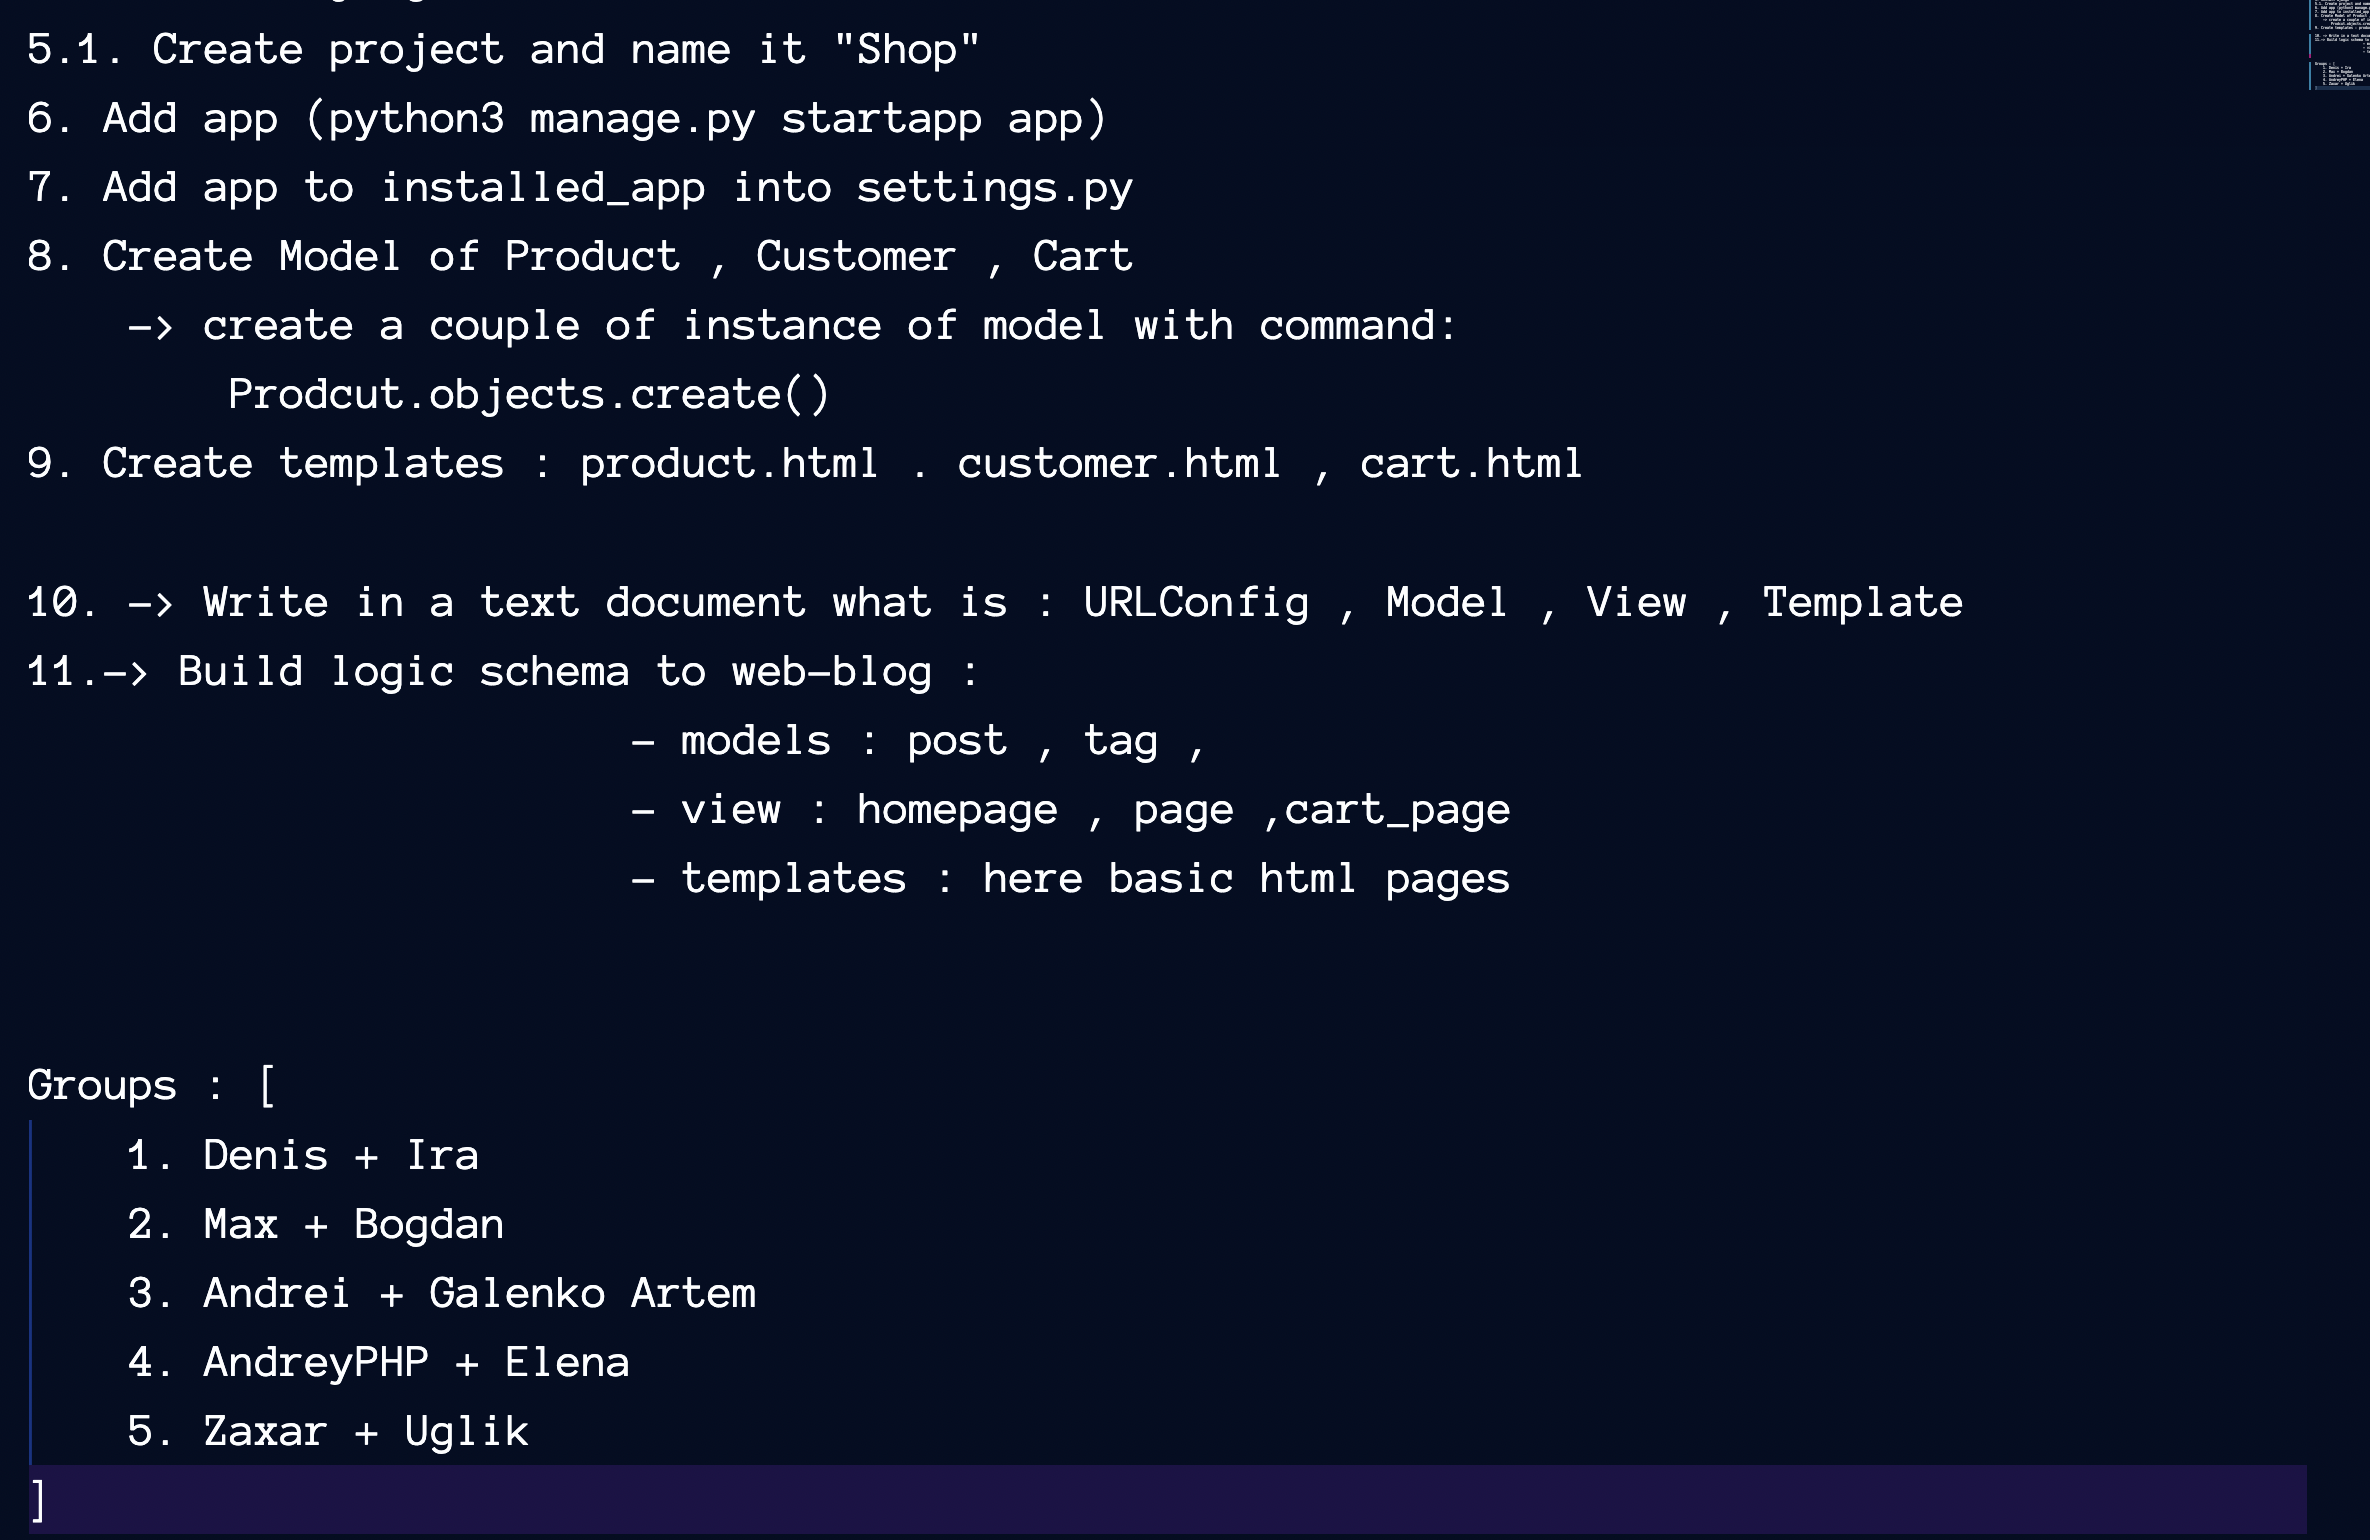 5.1. Create project and name it "Shop"
6. Add app (python3 manage.py startapp app)
7. Add app to installed_app into settings.py
8. Create Model of Product , Customer , Cart
-> create a couple of instance of model with command:
Prodcut.objects.create()
9. Create templates : product.html . customer.html , cart.html
10. -> Write in a text document what is : URLConfig , Model , View , Template
11.-> Build logic schema to web-blog :
- models : post , tag ,
- view : homepage , page ,cart_page
- templates : here basic html pages
Groups : [
1. Denis + Ira
2. Max + Bogdan
3. Andrei + Galenko Artem
4. AndreyPHP + Elena
5. Zaxar + Uglik
]